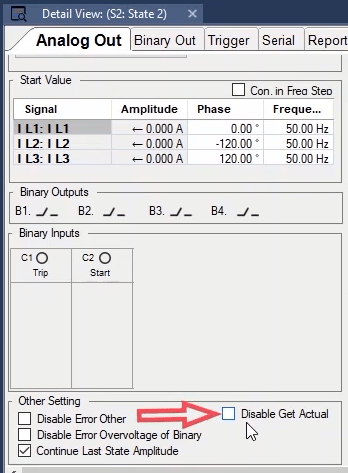 Detail View: (S2: State 2)
Analog Out Binary Out Trigger Serial Report
Start Value
Con. in Freq Step
Signal Amplitude Phase Freque...
I L1: I L1 ← 0.000 A 0.00 ° 50.00 Hz
I L2: I L2 ← 0.000 A -120.00 ° 50.00 Hz
I L3: I L3 ← 0.000 A 120.00 ° 50.00 Hz
Binary Outputs
B1. B2. B3. B4.
Binary Inputs
C1 C2
Trip Start
Other Setting
Disable Error Other Disable Get Actual
Disable Error Overvoltage of Binary
Continue Last State Amplitude